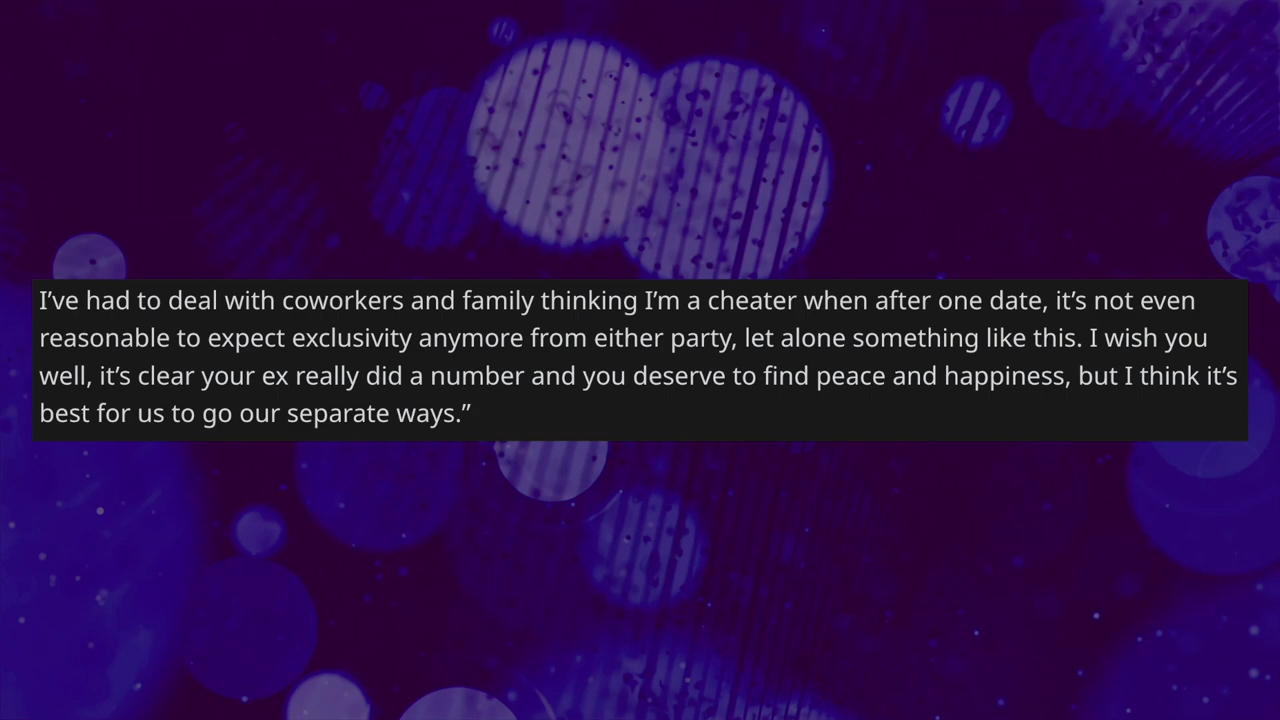 I’ve had to deal with coworkers and family thinking I’m a cheater when after one date, it’s not even
reasonable to expect exclusivity anymore from either party, let alone something like this. I wish you
well, it’s clear your ex really did a number and you deserve to find peace and happiness, but I think it’s
best for us to go our separate ways.”